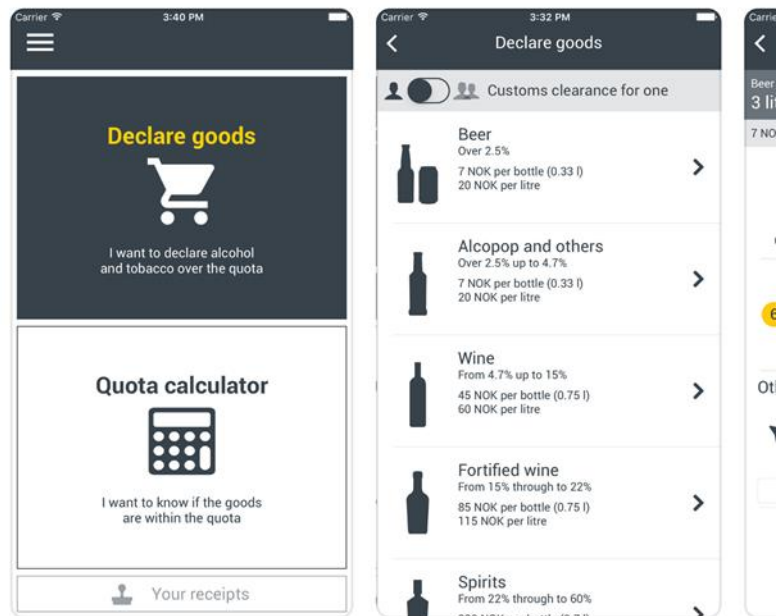 Carrier
3:40 PM
Declare goods
I want to declare alcohol
and tobacco over the quota
Quota calculator
I want to know if the goods
are within the quota
Your receipts
Carrier
3:32 PM
Declare goods
Customs clearance for one
Beer
Over 2.5%
7 NOK per bottle (0.33 l)
20 NOK per litre
Alcopop and others
Over 2.5% up to 4.7%
7 NOK per bottle (0.33 l)
20 NOK per litre
Wine
From 4.7% up to 15%
45 NOK per bottle (0.75 l)
60 NOK per litre
Fortified wine
From 15% through to 22%
85 NOK per bottle (0.75 l)
115 NOK per litre
Spirits
From 22% through to 60%
Beer
3